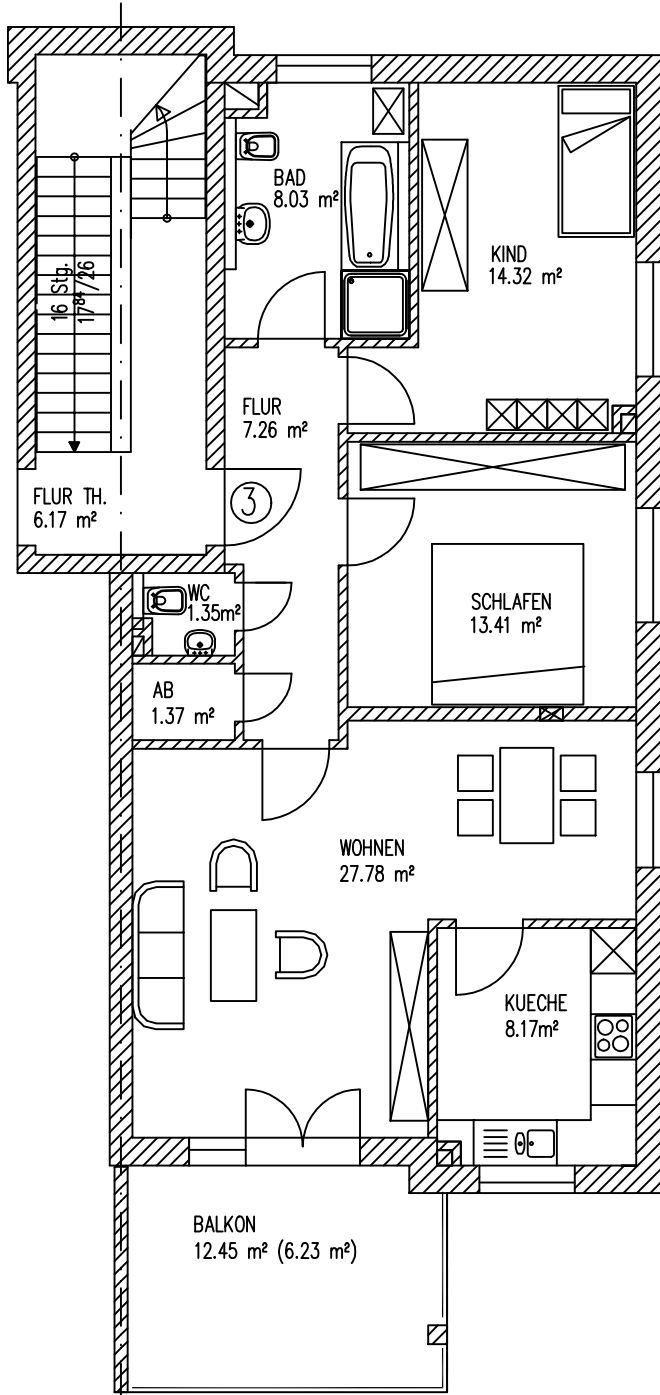 BAD
8.03 m²
KIND
14.32 m²
16 Stg.
17⁸⁴/26
FLUR
7.26 m²
FLUR TH.
6.17 m²
3
WC
1.35m²
SCHLAFEN
13.41 m²
AB
1.37 m²
WOHNEN
27.78 m²
KUECHE
8.17m²
BALKON
12.45 m² (6.23 m²)